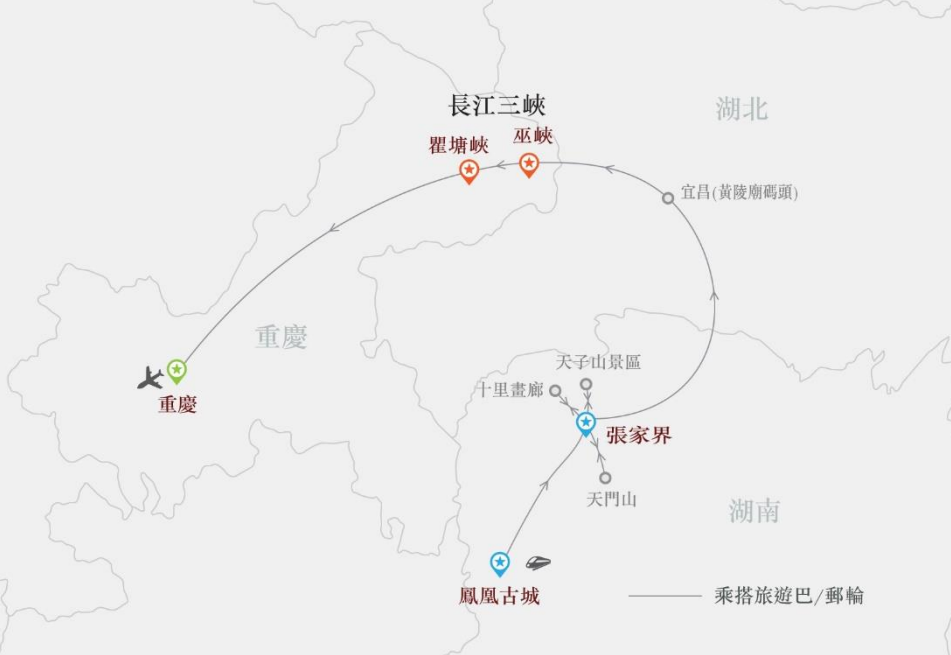 長江三峽
湖北
瞿塘峽
巫峽
宜昌(黃陵廟碼頭)
重慶
天子山景區
十里畫廊
重慶
張家界
天門山
湖南
鳳凰古城
乘搭旅遊巴/郵輪